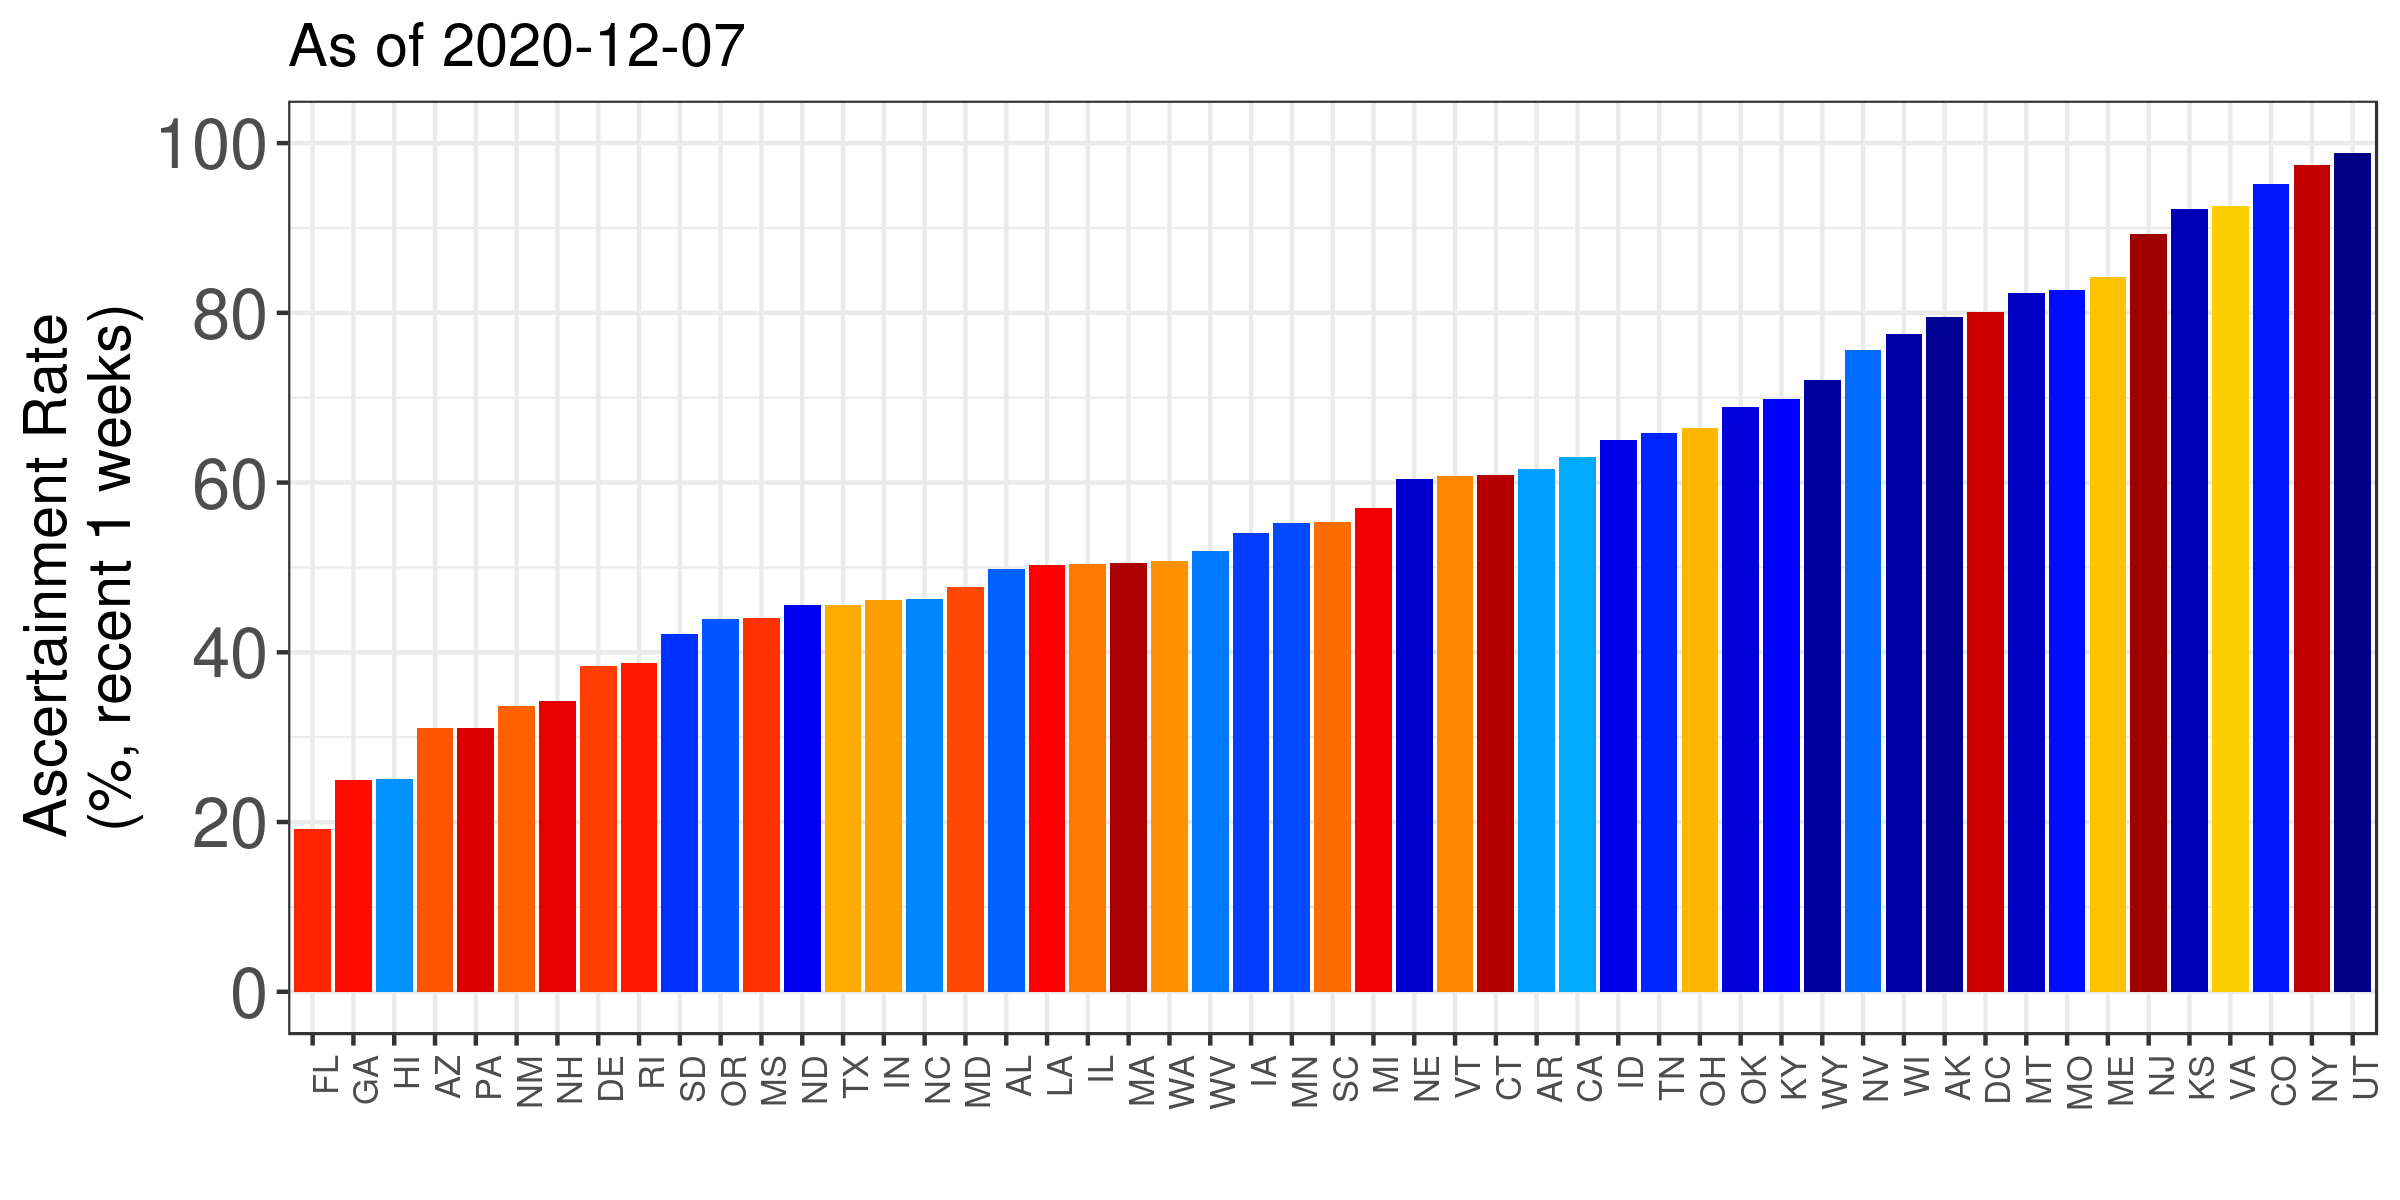 As of 2020-12-07
Ascertainment Rate
(%, recent 1 weeks)
100
80
60
40
20
0
FL GA HI AZ PA NM NH DE RI SD OR MS ND TX IN NC MD AL LA IL MA WA WV IA MN SC MI NE VT CT AR CA ID TN OH OK KY WY NV WI AK DC MT MO ME NJ KS VA CO NY UT